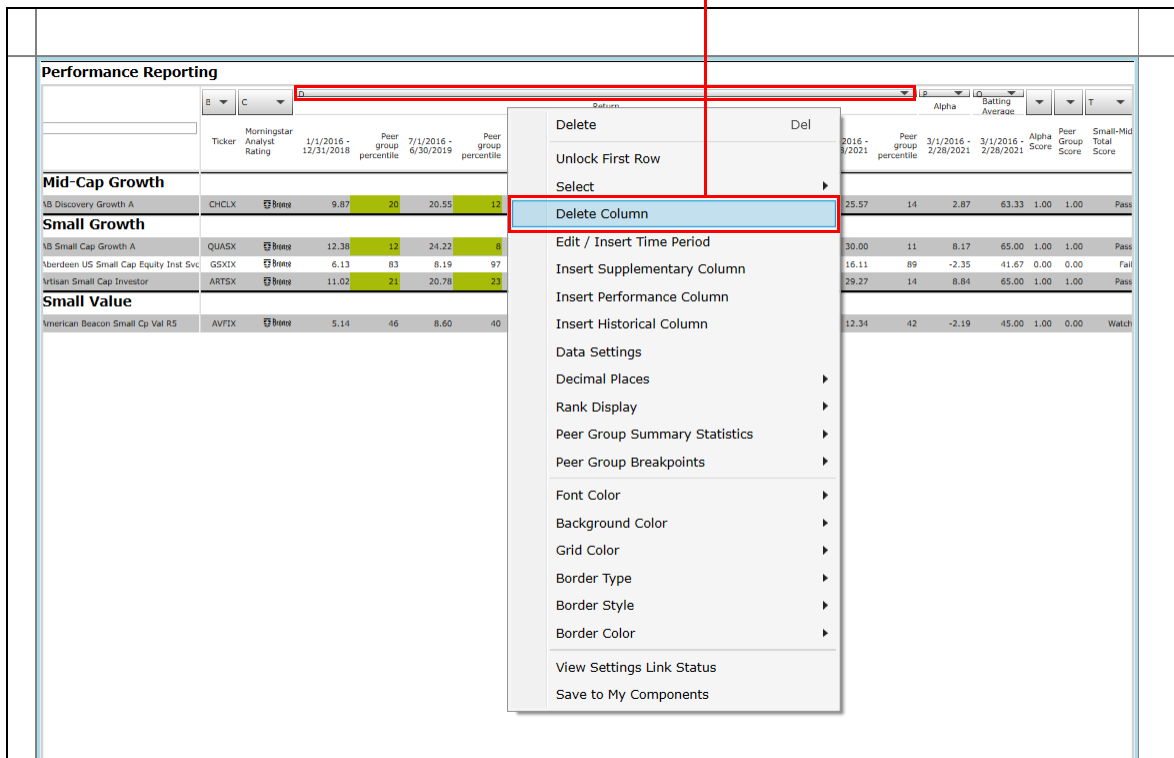 Performance Reporting
B C D P Q T
Return Alpha Batting Average
Ticker Morningstar Analyst Rating 1/1/2016 - 12/31/2018 Peer group percentile 7/1/2016 - 6/30/2019 Peer group percentile Peer group percentile 3/1/2016 - 2/28/2021 3/1/2016 - 2/28/2021 Alpha Score Peer Group Score Small-Mid Total Score
Mid-Cap Growth
AB Discovery Growth A CHCLX Bronze 9.87 20 20.55 12 25.57 14 2.87 63.33 1.00 1.00 Pass
Small Growth
AB Small Cap Growth A QUASX Bronze 12.38 12 24.22 8 30.00 11 8.17 65.00 1.00 1.00 Pass
Aberdeen US Small Cap Equity Inst Svc GSXIX Bronze 6.13 83 8.19 97 16.11 89 -2.35 41.67 0.00 0.00 Fail
Artisan Small Cap Investor ARTSX Bronze 11.02 21 20.78 23 29.27 14 8.84 65.00 1.00 1.00 Pass
Small Value
American Beacon Small Cp Val R5 AVFIX Bronze 5.14 46 8.60 40 12.34 42 -2.19 45.00 1.00 0.00 Watch
Delete Del
Unlock First Row
Select
Delete Column
Edit / Insert Time Period
Insert Supplementary Column
Insert Performance Column
Insert Historical Column
Data Settings
Decimal Places
Rank Display
Peer Group Summary Statistics
Peer Group Breakpoints
Font Color
Background Color
Grid Color
Border Type
Border Style
Border Color
View Settings Link Status
Save to My Components